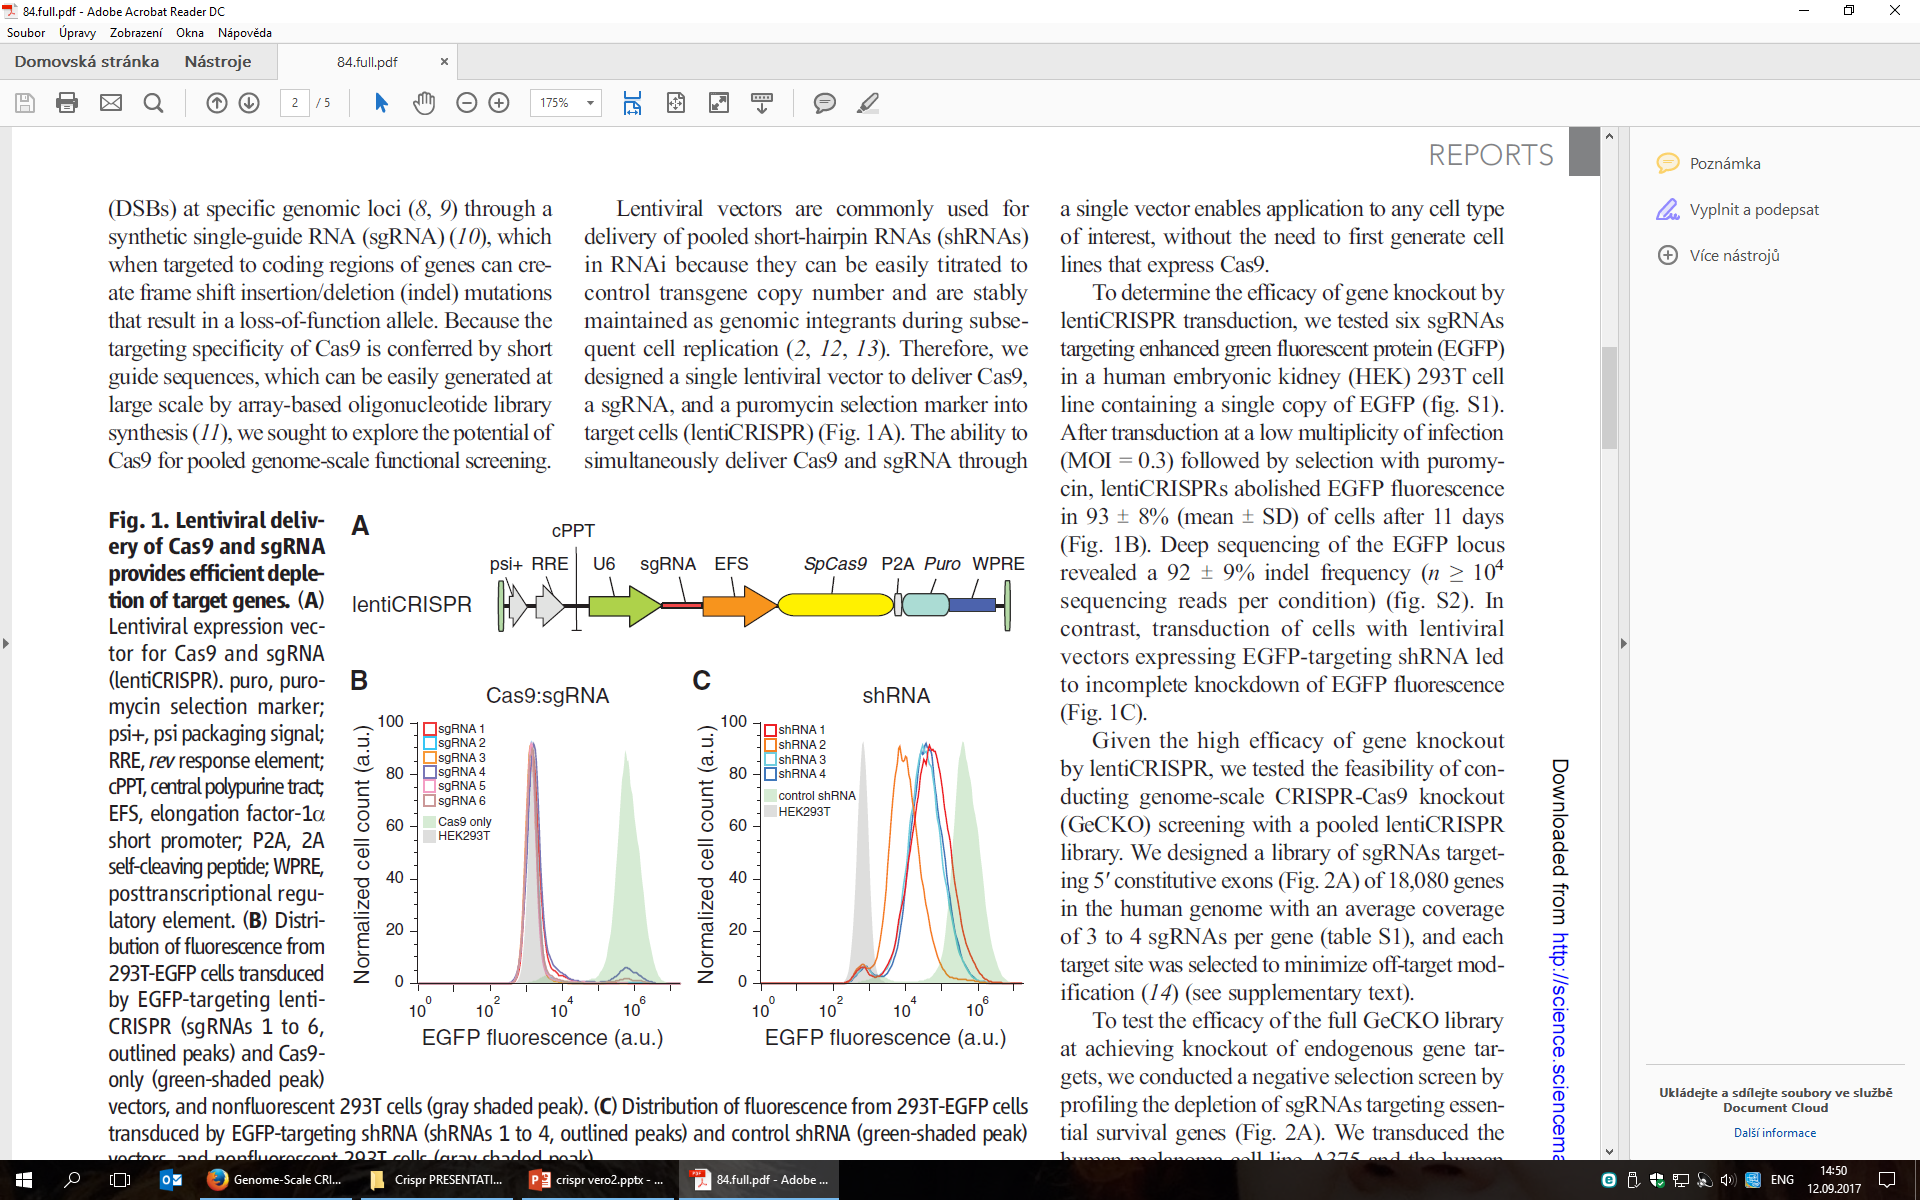 84.full.pdf - Adobe Acrobat Reader DC
Soubor Úpravy Zobrazení Okna Nápověda
Domovská stránka Nástroje 84.full.pdf ×
2 / 5 175%
REPORTS
(DSBs) at specific genomic loci (8, 9) through a
synthetic single-guide RNA (sgRNA) (10), which
when targeted to coding regions of genes can cre-
ate frame shift insertion/deletion (indel) mutations
that result in a loss-of-function allele. Because the
targeting specificity of Cas9 is conferred by short
guide sequences, which can be easily generated at
large scale by array-based oligonucleotide library
synthesis (11), we sought to explore the potential of
Cas9 for pooled genome-scale functional screening.
Lentiviral vectors are commonly used for
delivery of pooled short-hairpin RNAs (shRNAs)
in RNAi because they can be easily titrated to
control transgene copy number and are stably
maintained as genomic integrants during subse-
quent cell replication (2, 12, 13). Therefore, we
designed a single lentiviral vector to deliver Cas9,
a sgRNA, and a puromycin selection marker into
target cells (lentiCRISPR) (Fig. 1A). The ability to
simultaneously deliver Cas9 and sgRNA through
a single vector enables application to any cell type
of interest, without the need to first generate cell
lines that express Cas9.
To determine the efficacy of gene knockout by
lentiCRISPR transduction, we tested six sgRNAs
targeting enhanced green fluorescent protein (EGFP)
in a human embryonic kidney (HEK) 293T cell
line containing a single copy of EGFP (fig. S1).
After transduction at a low multiplicity of infection
(MOI = 0.3) followed by selection with puromy-
cin, lentiCRISPRs abolished EGFP fluorescence
in 93 ± 8% (mean ± SD) of cells after 11 days
(Fig. 1B). Deep sequencing of the EGFP locus
revealed a 92 ± 9% indel frequency (n ≥ 10⁴
sequencing reads per condition) (fig. S2). In
contrast, transduction of cells with lentiviral
vectors expressing EGFP-targeting shRNA led
to incomplete knockdown of EGFP fluorescence
(Fig. 1C).
Given the high efficacy of gene knockout
by lentiCRISPR, we tested the feasibility of con-
ducting genome-scale CRISPR-Cas9 knockout
(GeCKO) screening with a pooled lentiCRISPR
library. We designed a library of sgRNAs target-
ing 5′ constitutive exons (Fig. 2A) of 18,080 genes
in the human genome with an average coverage
of 3 to 4 sgRNAs per gene (table S1), and each
target site was selected to minimize off-target mod-
ification (14) (see supplementary text).
To test the efficacy of the full GeCKO library
at achieving knockout of endogenous gene tar-
gets, we conducted a negative selection screen by
profiling the depletion of sgRNAs targeting essen-
tial survival genes (Fig. 2A). We transduced the
human melanoma cell line A375 and the human
Fig. 1. Lentiviral deliv-
ery of Cas9 and sgRNA
provides efficient deple-
tion of target genes. (A)
Lentiviral expression vec-
tor for Cas9 and sgRNA
(lentiCRISPR). puro, puro-
mycin selection marker;
psi+, psi packaging signal;
RRE, rev response element;
cPPT, central polypurine tract;
EFS, elongation factor-1α
short promoter; P2A, 2A
self-cleaving peptide; WPRE,
posttranscriptional regu-
latory element. (B) Distri-
bution of fluorescence from
293T-EGFP cells transduced
by EGFP-targeting lenti-
CRISPR (sgRNAs 1 to 6,
outlined peaks) and Cas9-
only (green-shaded peak)
vectors, and nonfluorescent 293T cells (gray shaded peak). (C) Distribution of fluorescence from 293T-EGFP cells
transduced by EGFP-targeting shRNA (shRNAs 1 to 4, outlined peaks) and control shRNA (green-shaded peak)
vectors, and nonfluorescent 293T cells (gray shaded peak).
A
cPPT
psi+ RRE U6 sgRNA EFS SpCas9 P2A Puro WPRE
lentiCRISPR
B
Cas9:sgRNA
Normalized cell count (a.u.)
100
80
60
40
20
0
sgRNA 1
sgRNA 2
sgRNA 3
sgRNA 4
sgRNA 5
sgRNA 6
Cas9 only
HEK293T
10⁰ 10² 10⁴ 10⁶
EGFP fluorescence (a.u.)
C
shRNA
Normalized cell count (a.u.)
100
80
60
40
20
0
shRNA 1
shRNA 2
shRNA 3
shRNA 4
control shRNA
HEK293T
10⁰ 10² 10⁴ 10⁶
EGFP fluorescence (a.u.)
Downloaded from http://science.sciencema
Poznámka
Vyplnit a podepsat
Více nástrojů
Ukládejte a sdílejte soubory ve službě
Document Cloud
Další informace
Genome-Scale CRI... Crispr PRESENTATI... crispr vero2.pptx - ... 84.full.pdf - Adobe ...
ENG
14:50
12.09.2017